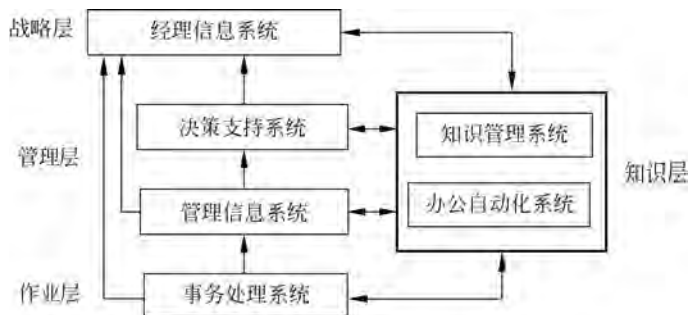 战略层
经理信息系统
决策支持系统
知识管理系统
管理层
知识层
管理信息系统
办公自动化系统
作业层
事务处理系统